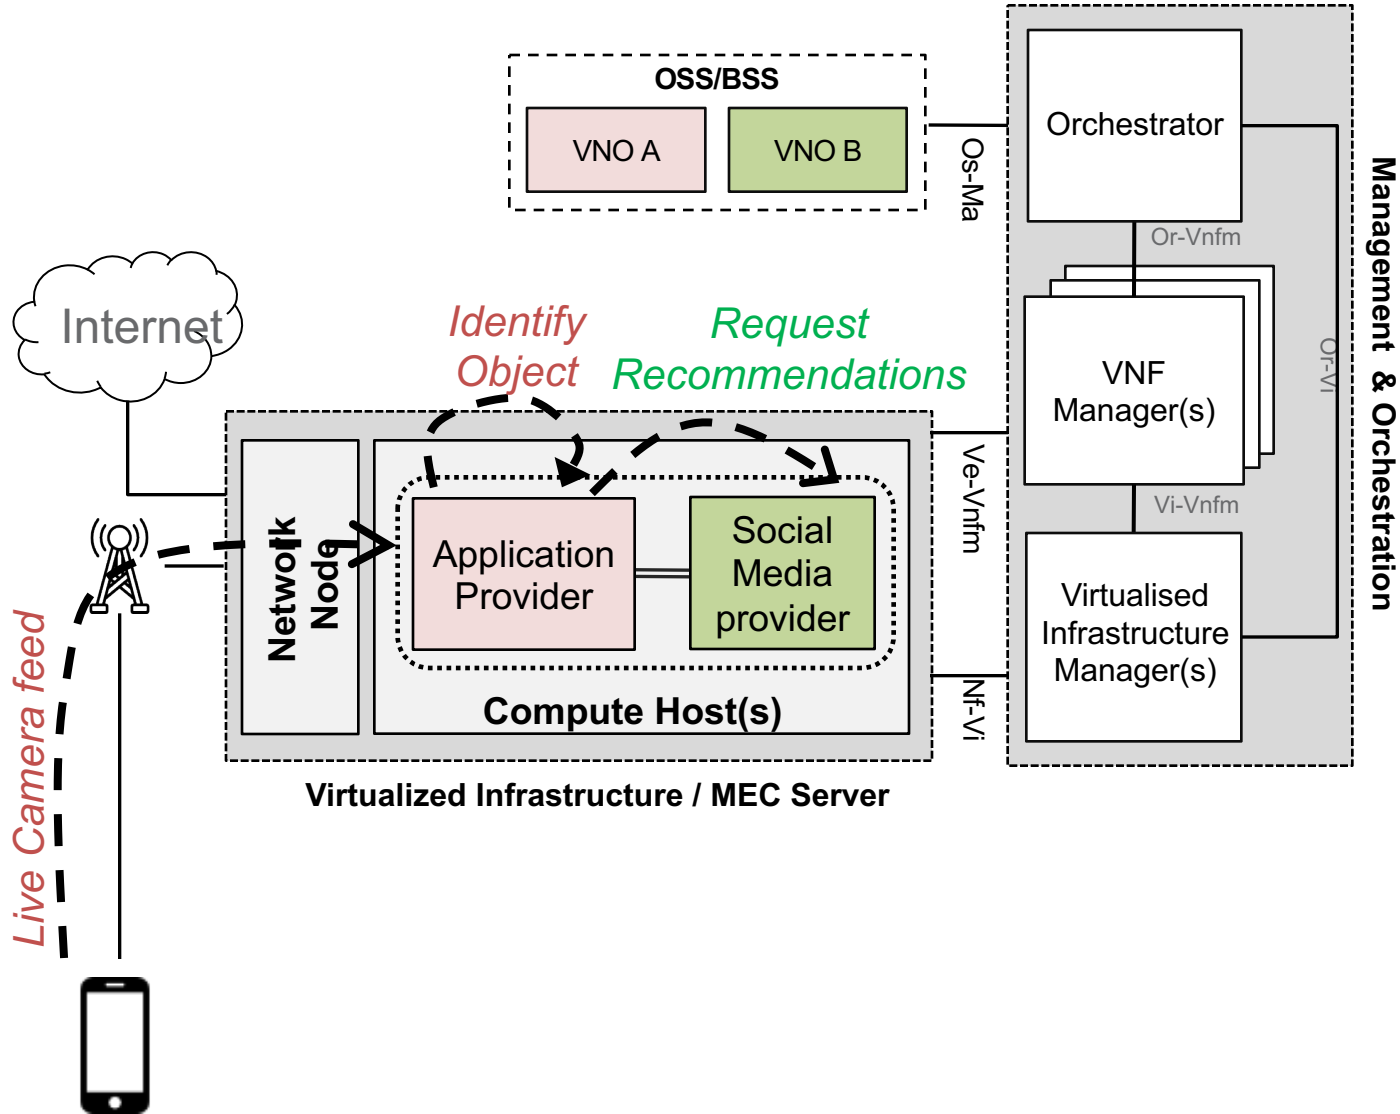 OSS/BSS
VNO A
VNO B
Os-Ma
Orchestrator
Or-Vnfm
Management & Orchestration
Internet
Identify
Object
Request
Recommendations
VNF
Manager(s)
Or-Vi
Ve-Vnfm
Vi-Vnfm
Network
Node
Application
Provider
Social
Media
provider
Virtualised
Infrastructure
Manager(s)
Compute Host(s)
Nf-Vi
Live Camera feed
Virtualized Infrastructure / MEC Server